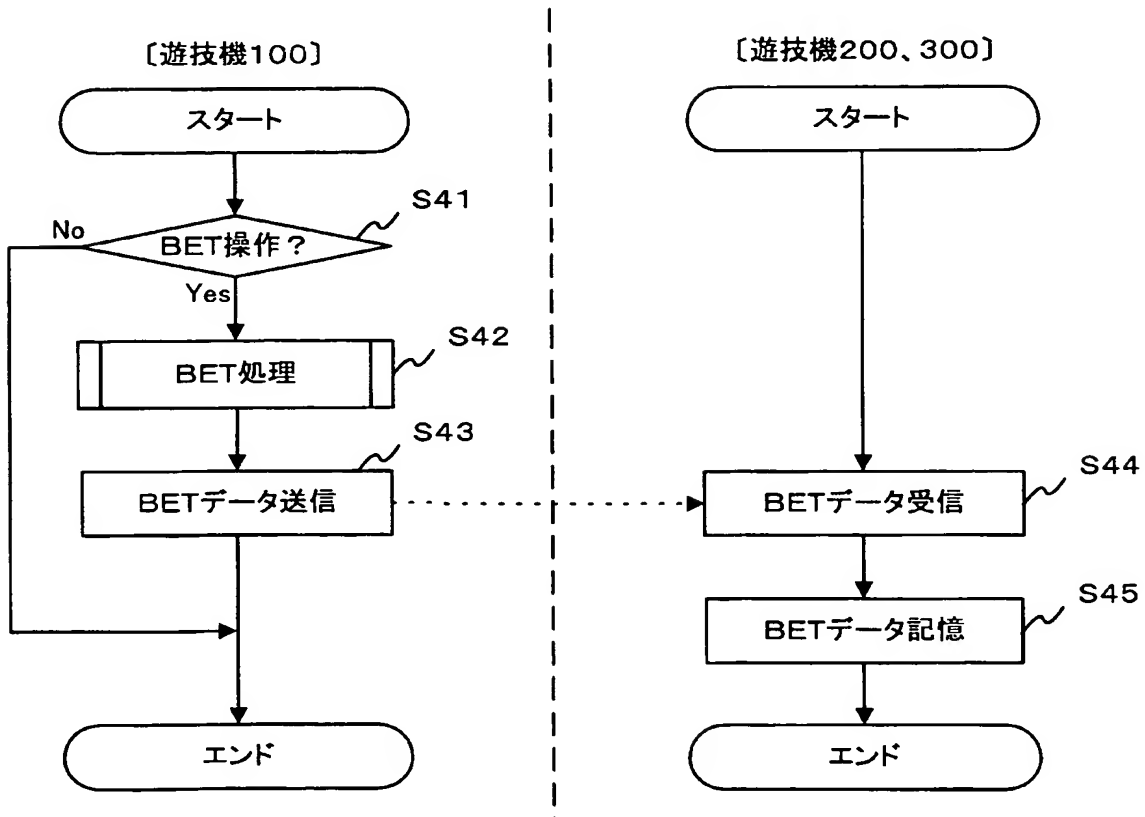 〔遊技機100〕
スタート
S41
No
BET操作?
Yes
S42
BET処理
S43
BETデータ送信
エンド
〔遊技機200、300〕
スタート
S44
BETデータ受信
S45
BETデータ記憶
エンド